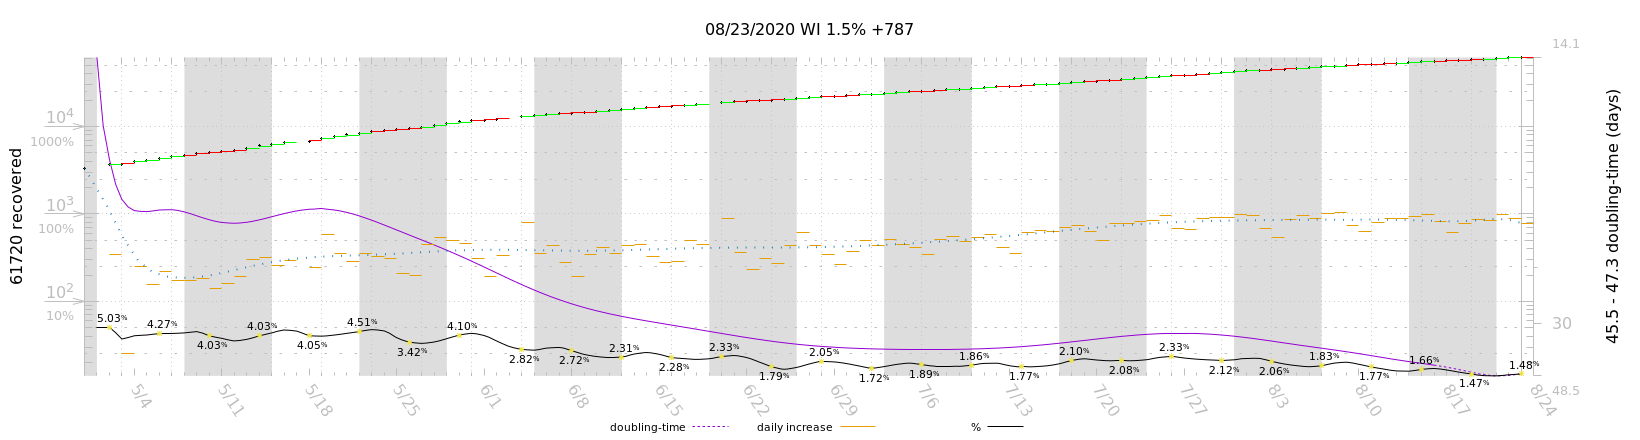 08/23/2020 WI 1.5% +787
14.1
10^4
1000%
10^3
100%
10^2
10%
30
48.5
61720 recovered
45.5 - 47.3 doubling-time (days)
5.03% 4.27% 4.03% 4.03% 4.05% 4.51% 3.42% 4.10% 2.82% 2.72% 2.31% 2.28% 2.33% 1.79% 2.05% 1.72% 1.89% 1.86% 1.77% 2.10% 2.08% 2.33% 2.12% 2.06% 1.83% 1.77% 1.66% 1.47% 1.48%
5/4 5/11 5/18 5/25 6/1 6/8 6/15 6/22 6/29 7/6 7/13 7/20 7/27 8/3 8/10 8/17 8/24
doubling-time daily increase %